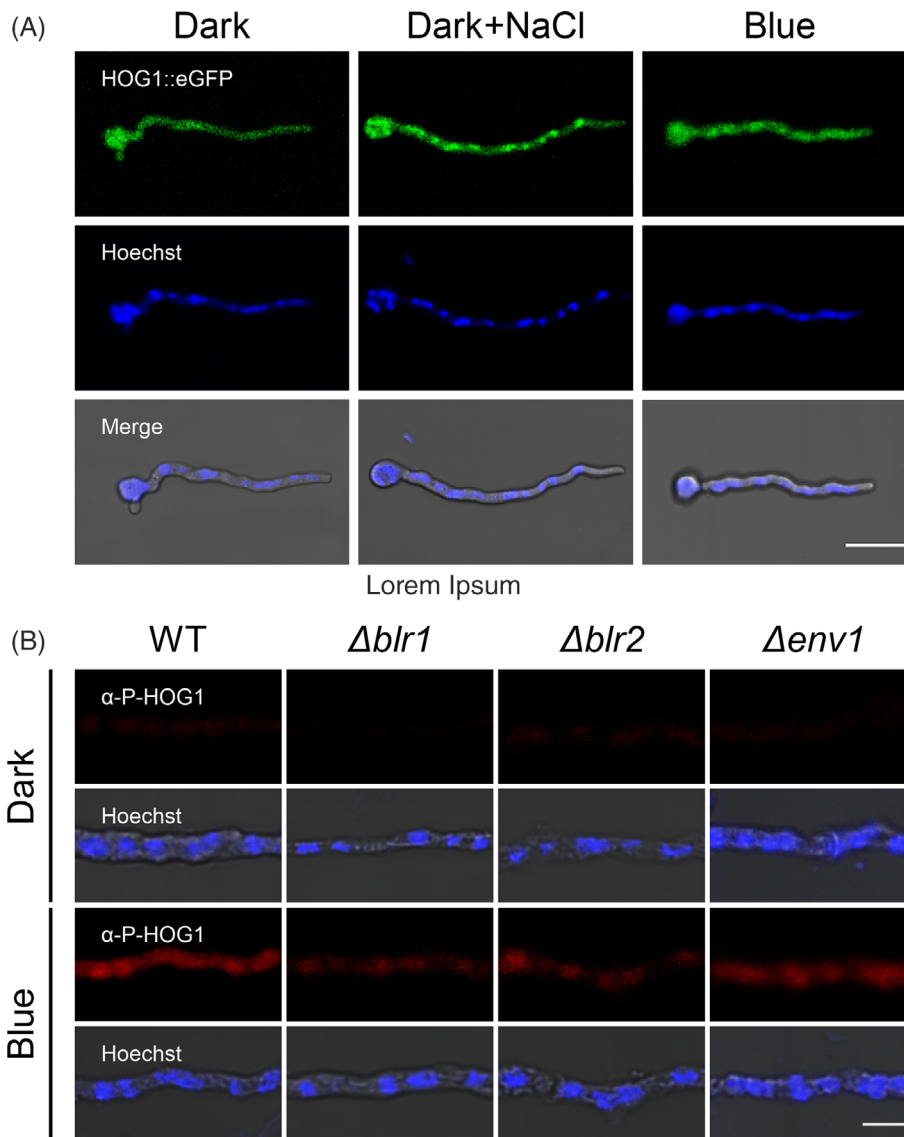 (A) Dark Dark+NaCl Blue
HOG1::eGFP
Hoechst
Merge
Lorem Ipsum
(B) WT Δblr1 Δblr2 Δenv1
Dark
α-P-HOG1
Hoechst
Blue
α-P-HOG1
Hoechst